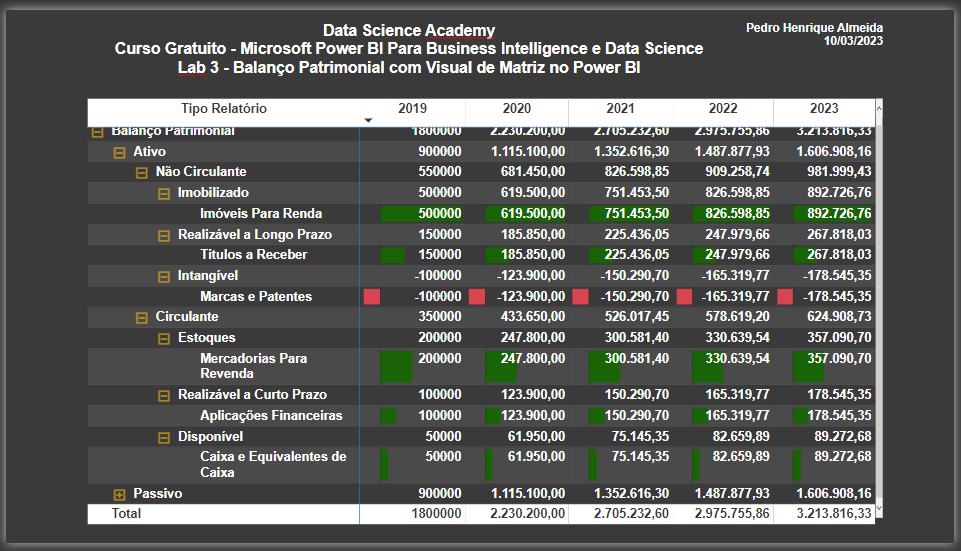 Data Science Academy
Curso Gratuito - Microsoft Power BI Para Business Intelligence e Data Science
Lab 3 - Balanço Patrimonial com Visual de Matriz no Power BI
Pedro Henrique Almeida
10/03/2023
Tipo Relatório 2019 2020 2021 2022 2023
Balanço Patrimonial 1800000 2.230.200,00 2.705.232,60 2.975.755,86 3.213.816,33
Ativo 900000 1.115.100,00 1.352.616,30 1.487.877,93 1.606.908,16
Não Circulante 550000 681.450,00 826.598,85 909.258,74 981.999,43
Imobilizado 500000 619.500,00 751.453,50 826.598,85 892.726,76
Imóveis Para Renda 500000 619.500,00 751.453,50 826.598,85 892.726,76
Realizável a Longo Prazo 150000 185.850,00 225.436,05 247.979,66 267.818,03
Títulos a Receber 150000 185.850,00 225.436,05 247.979,66 267.818,03
Intangível -100000 -123.900,00 -150.290,70 -165.319,77 -178.545,35
Marcas e Patentes -100000 -123.900,00 -150.290,70 -165.319,77 -178.545,35
Circulante 350000 433.650,00 526.017,45 578.619,20 624.908,73
Estoques 200000 247.800,00 300.581,40 330.639,54 357.090,70
Mercadorias Para 200000 247.800,00 300.581,40 330.639,54 357.090,70
Revenda
Realizável a Curto Prazo 100000 123.900,00 150.290,70 165.319,77 178.545,35
Aplicações Financeiras 100000 123.900,00 150.290,70 165.319,77 178.545,35
Disponível 50000 61.950,00 75.145,35 82.659,89 89.272,68
Caixa e Equivalentes de 50000 61.950,00 75.145,35 82.659,89 89.272,68
Caixa
Passivo 900000 1.115.100,00 1.352.616,30 1.487.877,93 1.606.908,16
Total 1800000 2.230.200,00 2.705.232,60 2.975.755,86 3.213.816,33